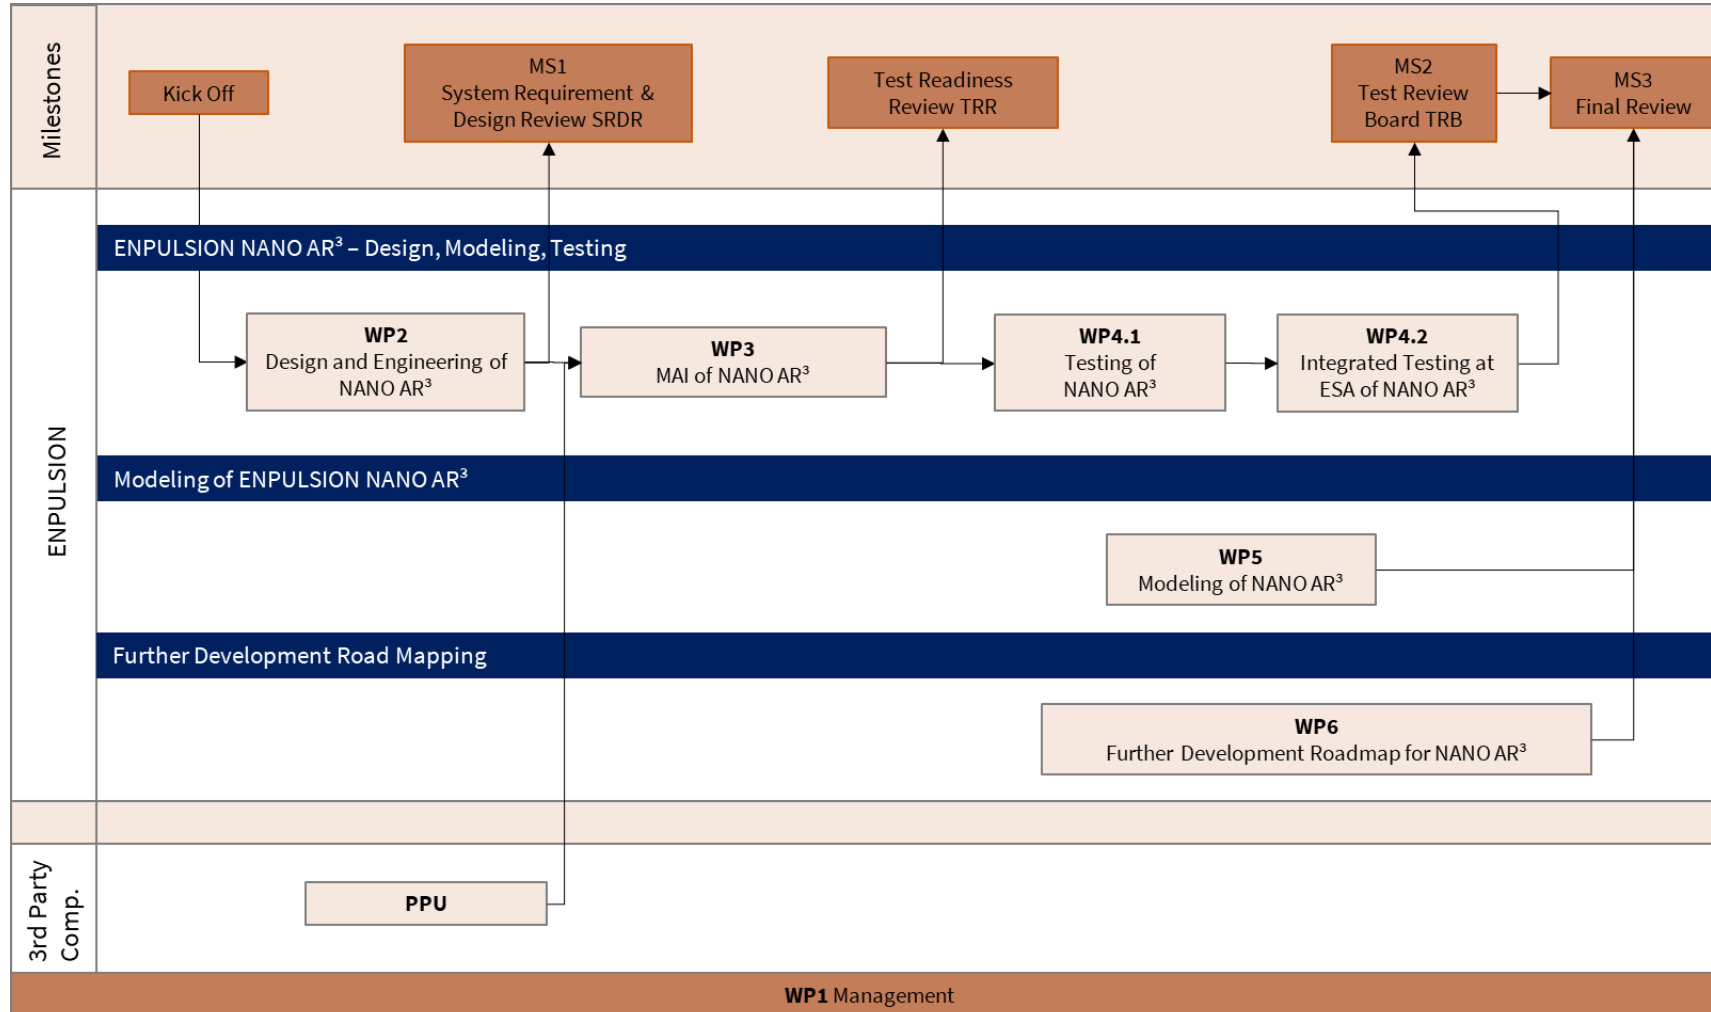 Milestones
Kick Off
MS1
System Requirement &
Design Review SRDR
Test Readiness
Review TRR
MS2
Test Review
Board TRB
MS3
Final Review
ENPULSION
ENPULSION NANO AR³ – Design, Modeling, Testing
WP2
Design and Engineering of
NANO AR³
WP3
MAI of NANO AR³
WP4.1
Testing of
NANO AR³
WP4.2
Integrated Testing at
ESA of NANO AR³
Modeling of ENPULSION NANO AR³
WP5
Modeling of NANO AR³
Further Development Road Mapping
WP6
Further Development Roadmap for NANO AR³
3rd Party
Comp.
PPU
WP1 Management